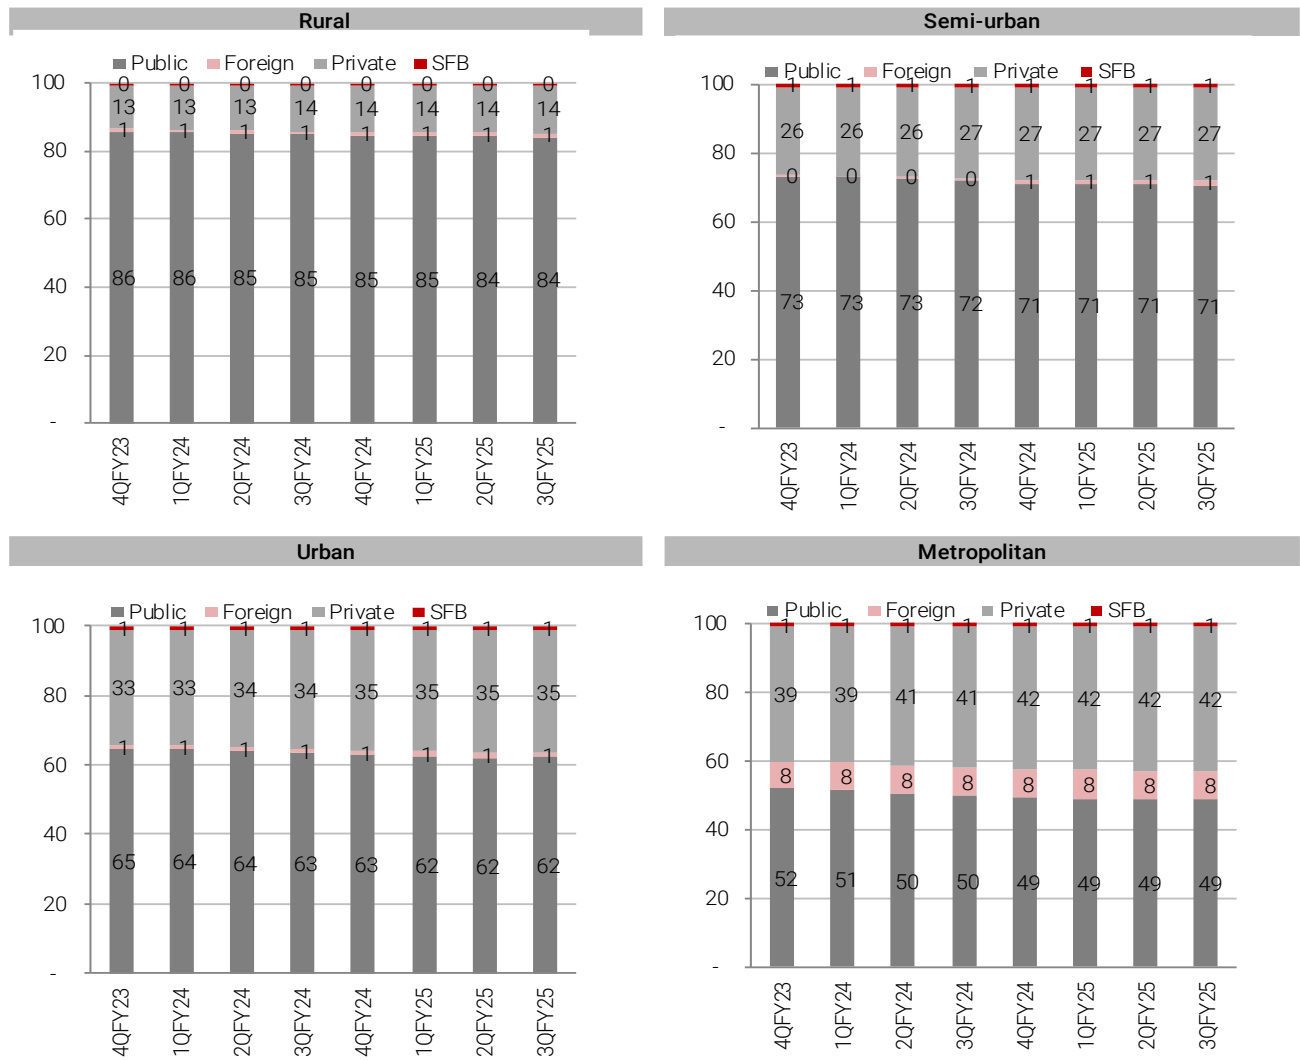 Rural
Public Foreign Private SFB
100
80
60
40
20
-
0 0 0 0 0 0 0 0
13 13 13 14 14 14 14 14
1 1 1 1 1 1 1 1
86 86 85 85 85 85 84 84
4QFY23 1QFY24 2QFY24 3QFY24 4QFY24 1QFY25 2QFY25 3QFY25
Semi-urban
Public Foreign Private SFB
100
80
60
40
20
-
1 1 1 1 1 1 1 1
26 26 26 27 27 27 27 27
0 0 0 0 1 1 1 1
73 73 73 72 71 71 71 71
4QFY23 1QFY24 2QFY24 3QFY24 4QFY24 1QFY25 2QFY25 3QFY25
Urban
Public Foreign Private SFB
100
80
60
40
20
-
1 1 1 1 1 1 1 1
33 33 34 34 35 35 35 35
1 1 1 1 1 1 1 1
65 64 64 63 63 62 62 62
4QFY23 1QFY24 2QFY24 3QFY24 4QFY24 1QFY25 2QFY25 3QFY25
Metropolitan
Public Foreign Private SFB
100
80
60
40
20
-
1 1 1 1 1 1 1 1
39 39 41 41 42 42 42 42
8 8 8 8 8 8 8 8
52 51 50 50 49 49 49 49
4QFY23 1QFY24 2QFY24 3QFY24 4QFY24 1QFY25 2QFY25 3QFY25